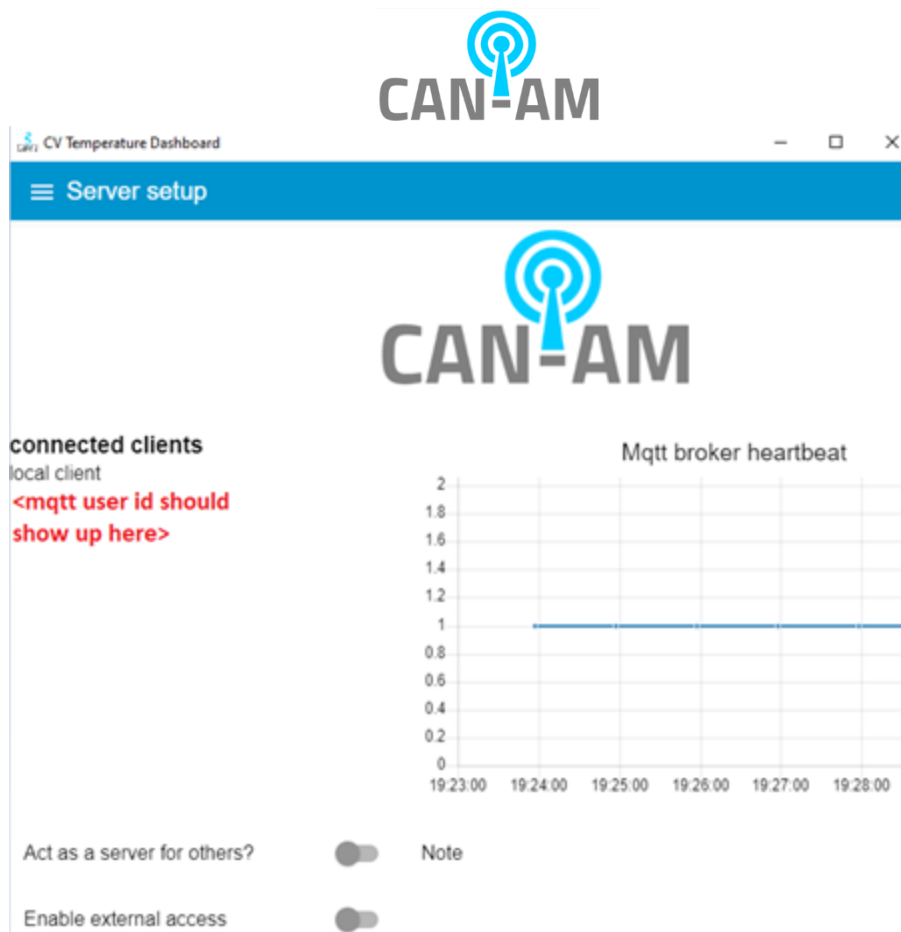 CAN-AM
CV Temperature Dashboard
Server setup
CAN-AM
connected clients
local client
<mqtt user id should
show up here>
Mqtt broker heartbeat
2
1.8
1.6
1.4
1.2
1
0.8
0.6
0.4
0.2
0
19:23:00 19:24:00 19:25:00 19:26:00 19:27:00 19:28:00
Act as a server for others? Note
Enable external access